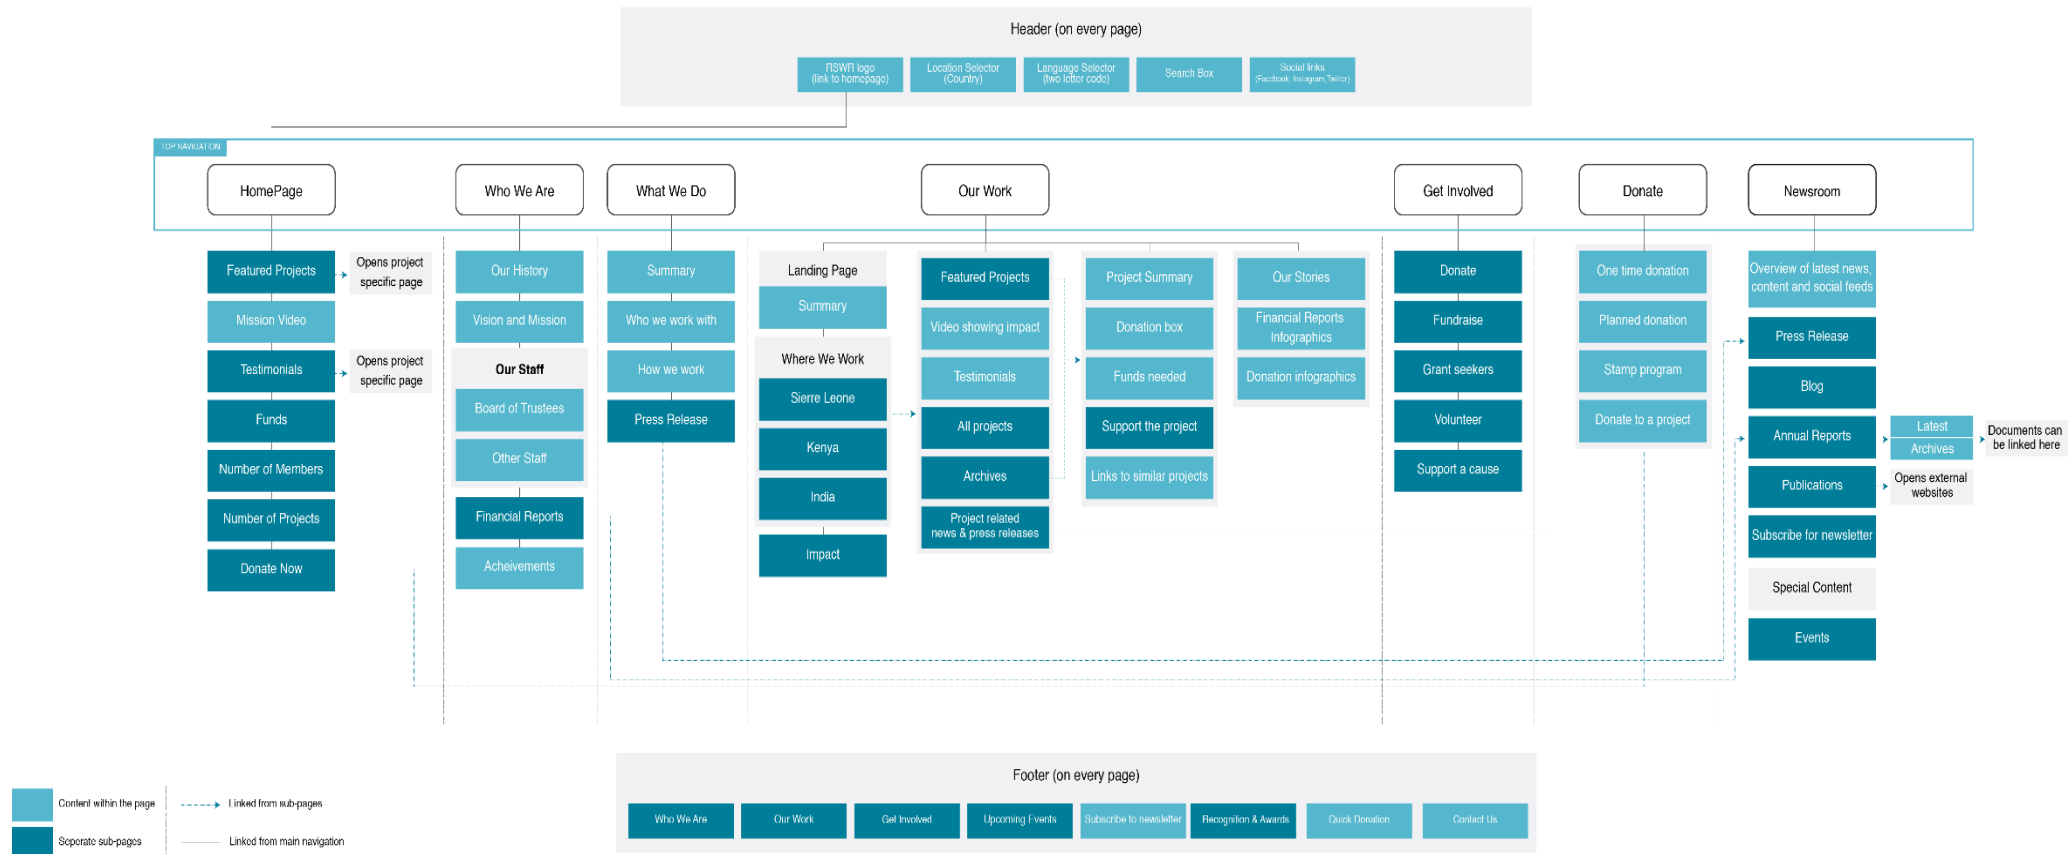 Header (on every page)
RSWR logo
(link to homepage)
Location Selector
(Country)
Language Selector
(two letter code)
Search Box
Social links
(Facebook, Instagram,Twitter)
TOP NAVIGATION
HomePage
Who We Are
What We Do
Our Work
Get Involved
Donate
Newsroom
Featured Projects
Opens project
specific page
Mission Video
Testimonials
Opens project
specific page
Funds
Number of Members
Number of Projects
Donate Now
Our History
Vision and Mission
Our Staff
Board of Trustees
Other Staff
Financial Reports
Acheivements
Summary
Who we work with
How we work
Press Release
Landing Page
Summary
Where We Work
Sierre Leone
Kenya
India
Impact
Featured Projects
Video showing impact
Testimonials
All projects
Archives
Project related
news & press releases
Project Summary
Donation box
Funds needed
Support the project
Links to similar projects
Our Stories
Financial Reports
Infographics
Donation infographics
Donate
Fundraise
Grant seekers
Volunteer
Support a cause
One time donation
Planned donation
Stamp program
Donate to a project
Overview of latest news,
content and social feeds
Press Release
Blog
Annual Reports
Latest
Archives
Documents can
be linked here
Publications
Opens external
websites
Subscribe for newsletter
Special Content
Events
Footer (on every page)
Who We Are
Our Work
Get Involved
Upcoming Events
Subscribe to newsletter
Recognition & Awards
Quick Donation
Contact Us
Content within the page
Linked from sub-pages
Seperate sub-pages
Linked from main navigation